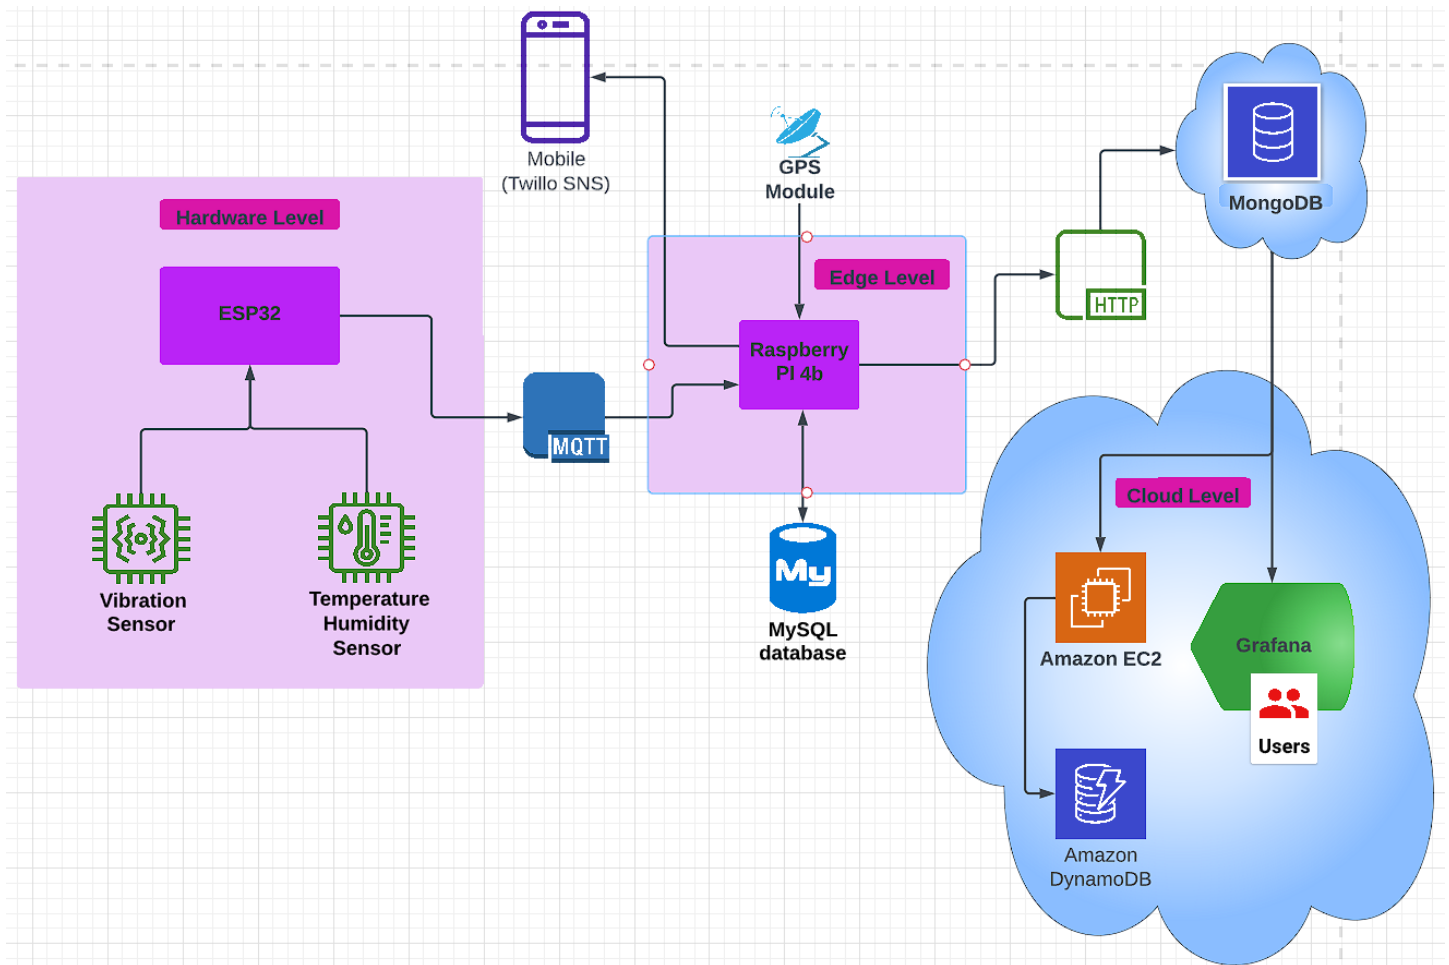 Mobile
(Twillo SNS)
GPS
Module
MongoDB
Hardware Level
Edge Level
ESP32
HTTP
Raspberry
PI 4b
MQTT
Cloud Level
My
Vibration
Sensor
Temperature
Humidity
Sensor
MySQL
database
Amazon EC2
Grafana
Users
Amazon
DynamoDB